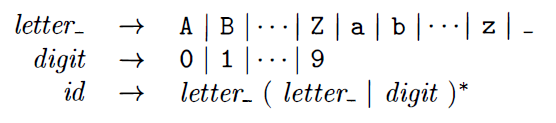 letter_ → A | B | ··· | Z | a | b | ··· | z | _
digit → 0 | 1 | ··· | 9
id → letter_ ( letter_ | digit )*